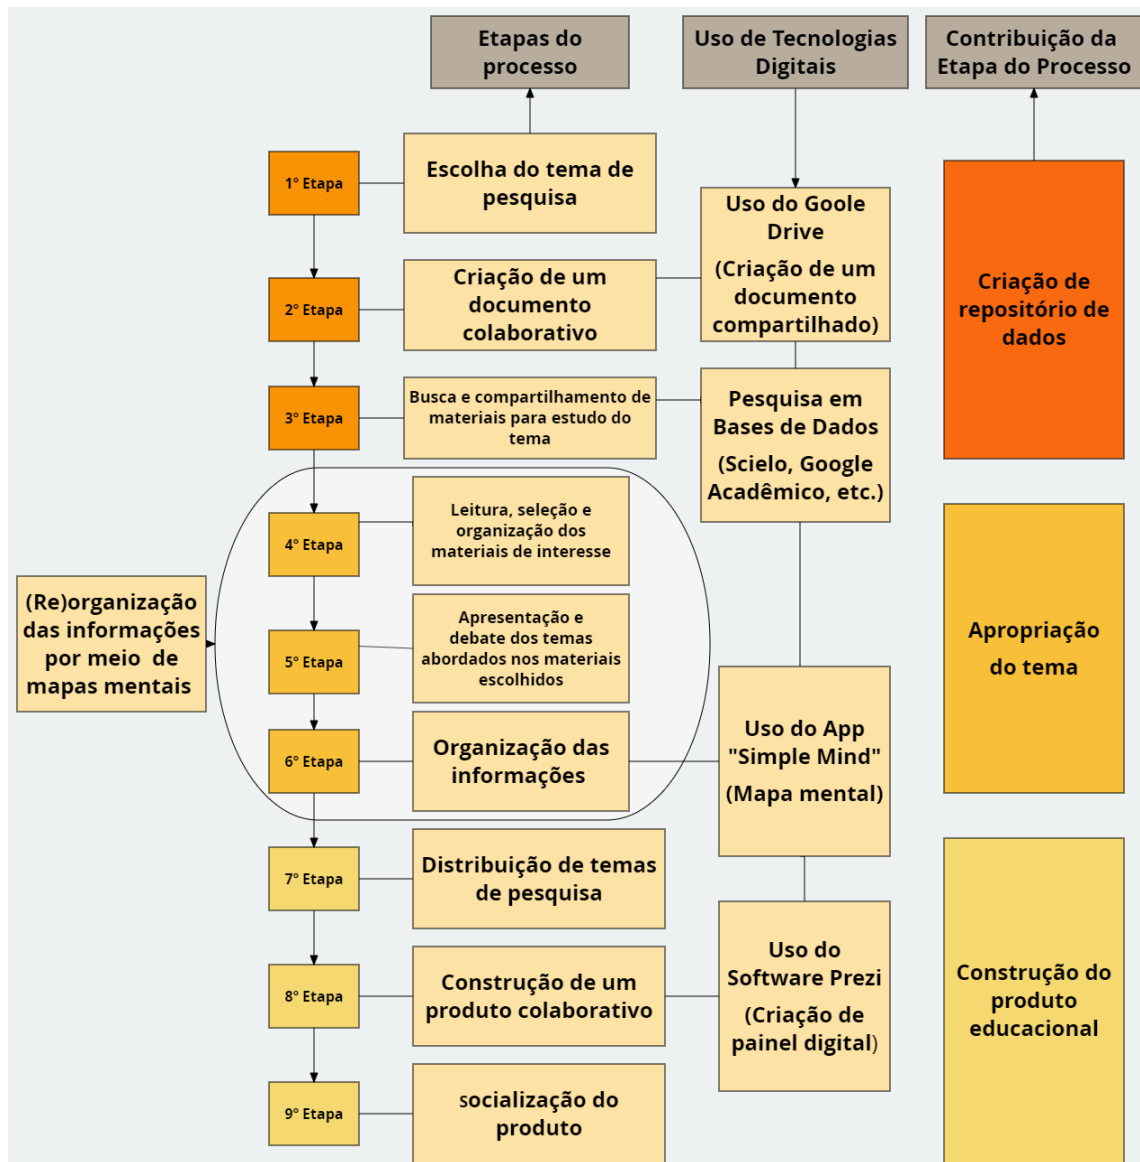 Etapas do
processo
Uso de Tecnologias
Digitais
Contribuição da
Etapa do Processo
1° Etapa
Escolha do tema de
pesquisa
Uso do Goole
Drive
(Criação de um
documento
compartilhado)
2° Etapa
Criação de um
documento
colaborativo
Criação de
repositório de
dados
3° Etapa
Busca e compartilhamento de
materiais para estudo do
tema
Pesquisa em
Bases de Dados
(Scielo, Google
Acadêmico, etc.)
4° Etapa
Leitura, seleção e
organização dos
materiais de interesse
(Re)organização
das informações
por meio de
mapas mentais
5° Etapa
Apresentação e
debate dos temas
abordados nos materiais
escolhidos
Apropriação
do tema
6° Etapa
Organização das
informações
Uso do App
"Simple Mind"
(Mapa mental)
7° Etapa
Distribuição de temas
de pesquisa
8° Etapa
Construção de um
produto colaborativo
Uso do
Software Prezi
(Criação de
painel digital)
Construção do
produto
educacional
9° Etapa
socialização do
produto